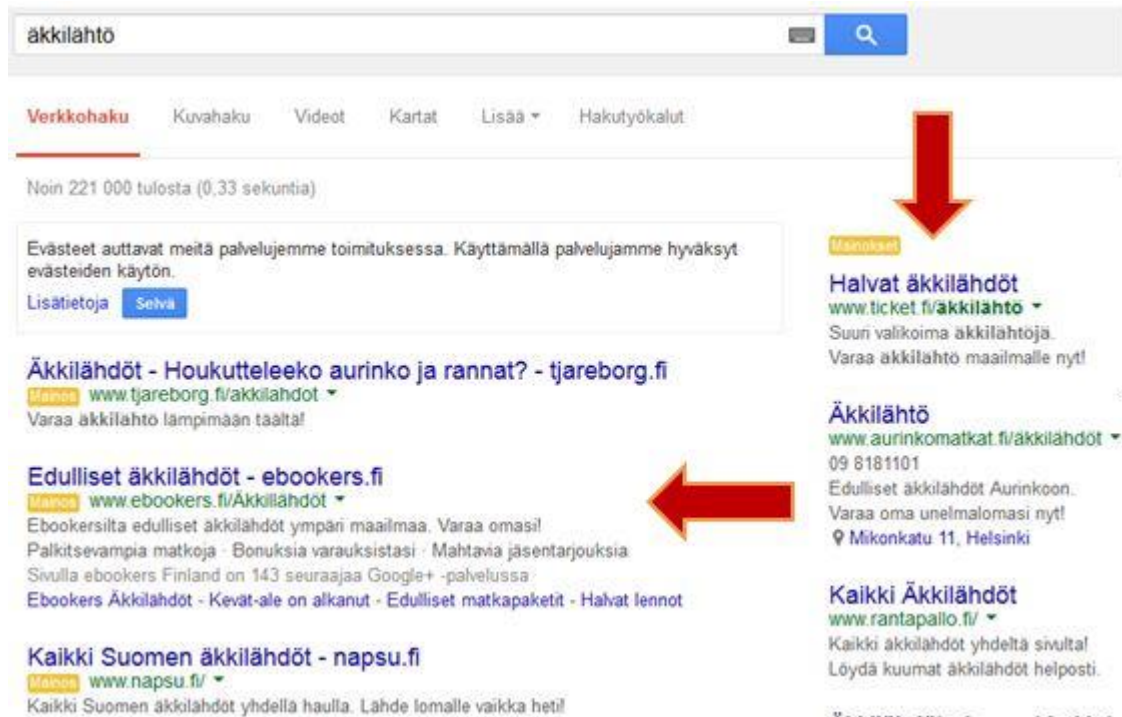 äkkilähtö
Verkkohaku Kuvahaku Videot Kartat Lisää Hakutyökalut
Noin 221 000 tulosta (0,33 sekuntia)
Evästeet auttavat meitä palvelujemme toimituksessa. Käyttämällä palvelujamme hyväksyt
evästeiden käytön.
Lisätietoja Selvä
Äkkilähdöt - Houkutteleeko aurinko ja rannat? - tjareborg.fi
Mainos www.tjareborg.fi/akkilahdot
Varaa äkkilähtö lämpimään täältä!
Edulliset äkkilähdöt - ebookers.fi
Mainos www.ebookers.fi/Äkkilähdöt
Ebookersilta edulliset äkkilähdöt ympäri maailmaa. Varaa omasi!
Palkitsevampia matkoja · Bonuksia varauksistasi · Mahtavia jäsentarjouksia
Sivulla ebookers Finland on 143 seuraajaa Google+ -palvelussa
Ebookers Äkkilähdöt - Kevät-ale on alkanut - Edulliset matkapaketit - Halvat lennot
Kaikki Suomen äkkilähdöt - napsu.fi
Mainos www.napsu.fi/
Kaikki Suomen äkkilähdöt yhdellä haulla. Lähde lomalle vaikka heti!
Mainokset
Halvat äkkilähdöt
www.ticket.fi/äkkilähtö
Suuri valikoima äkkilähtöjä.
Varaa äkkilähtö maailmalle nyt!
Äkkilähtö
www.aurinkomatkat.fi/äkkilähdöt
09 8181101
Edulliset äkkilähdöt Aurinkoon.
Varaa oma unelmalomasi nyt!
Mikonkatu 11, Helsinki
Kaikki Äkkilähdöt
www.rantapallo.fi/
Kaikki äkkilähdöt yhdeltä sivulta!
Löydä kuumat äkkilähdöt helposti.